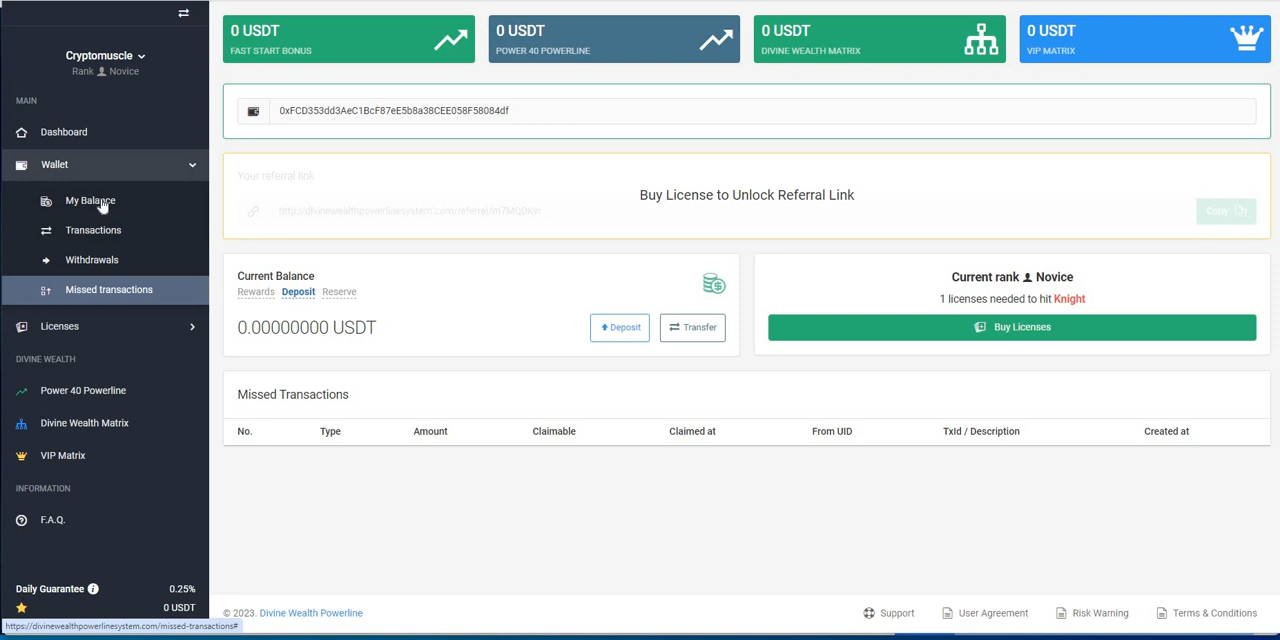 Cryptomuscle
Rank Novice
MAIN
Dashboard
Wallet
My Balance
Transactions
Withdrawals
Missed transactions
Licenses
DIVINE WEALTH
Power 40 Powerline
Divine Wealth Matrix
VIP Matrix
INFORMATION
F.A.Q.
Daily Guarantee 0.25%
0 USDT
https://divinewealthpowerlinesystem.com/missed-transactions#
0 USDT
FAST START BONUS
0 USDT
POWER 40 POWERLINE
0 USDT
DIVINE WEALTH MATRIX
0 USDT
VIP MATRIX
0xFCD353dd3AeC1BcF87eE5b8a38CEE058F58084df
Your referral link
Buy License to Unlock Referral Link
Copy
Current Balance
Rewards Deposit Reserve
0.00000000 USDT
Deposit
Transfer
Current rank Novice
1 licenses needed to hit Knight
Buy Licenses
Missed Transactions
No. Type Amount Claimable Claimed at From UID TxId / Description Created at
© 2023. Divine Wealth Powerline
Support User Agreement Risk Warning Terms & Conditions